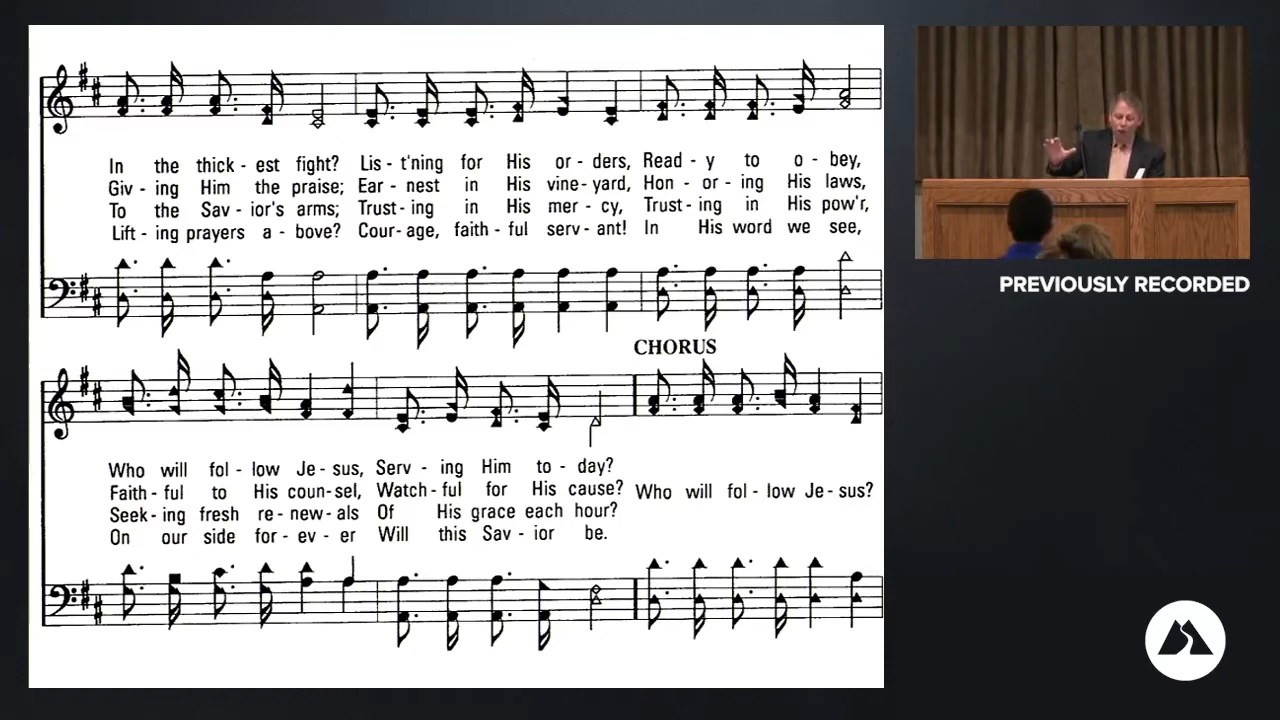 In the thick - est fight? Lis - t'ning for His or - ders, Read - y to o - bey,
Giv - ing Him the praise; Ear - nest in His vine - yard, Hon - or - ing His laws,
To the Sav - ior's arms; Trust - ing in His mer - cy, Trust - ing in His pow'r,
Lift - ing prayers a - bove? Cour - age, faith - ful serv - ant! In His word we see,
PREVIOUSLY RECORDED
CHORUS
Who will fol - low Je - sus, Serv - ing Him to - day?
Faith - ful to His coun - sel, Watch - ful for His cause? Who will fol - low Je - sus?
Seek - ing fresh re - new - als Of His grace each hour?
On our side for - ev - er Will this Sav - ior be.